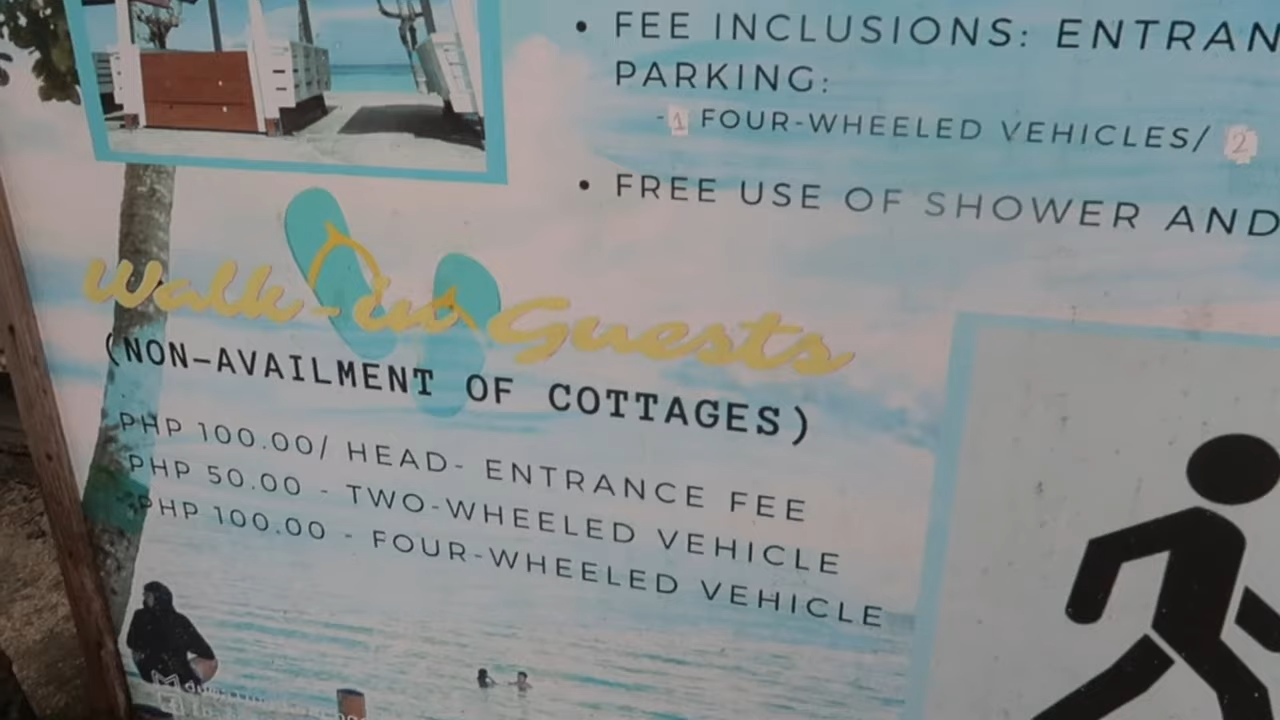 • FEE INCLUSIONS: ENTRAN
PARKING:
-1 FOUR-WHEELED VEHICLES/ 2
• FREE USE OF SHOWER AND
Walk-in Guests
(NON-AVAILMENT OF COTTAGES)
PHP 100.00/ HEAD- ENTRANCE FEE
PHP 50.00 - TWO-WHEELED VEHICLE
PHP 100.00 - FOUR-WHEELED VEHICLE